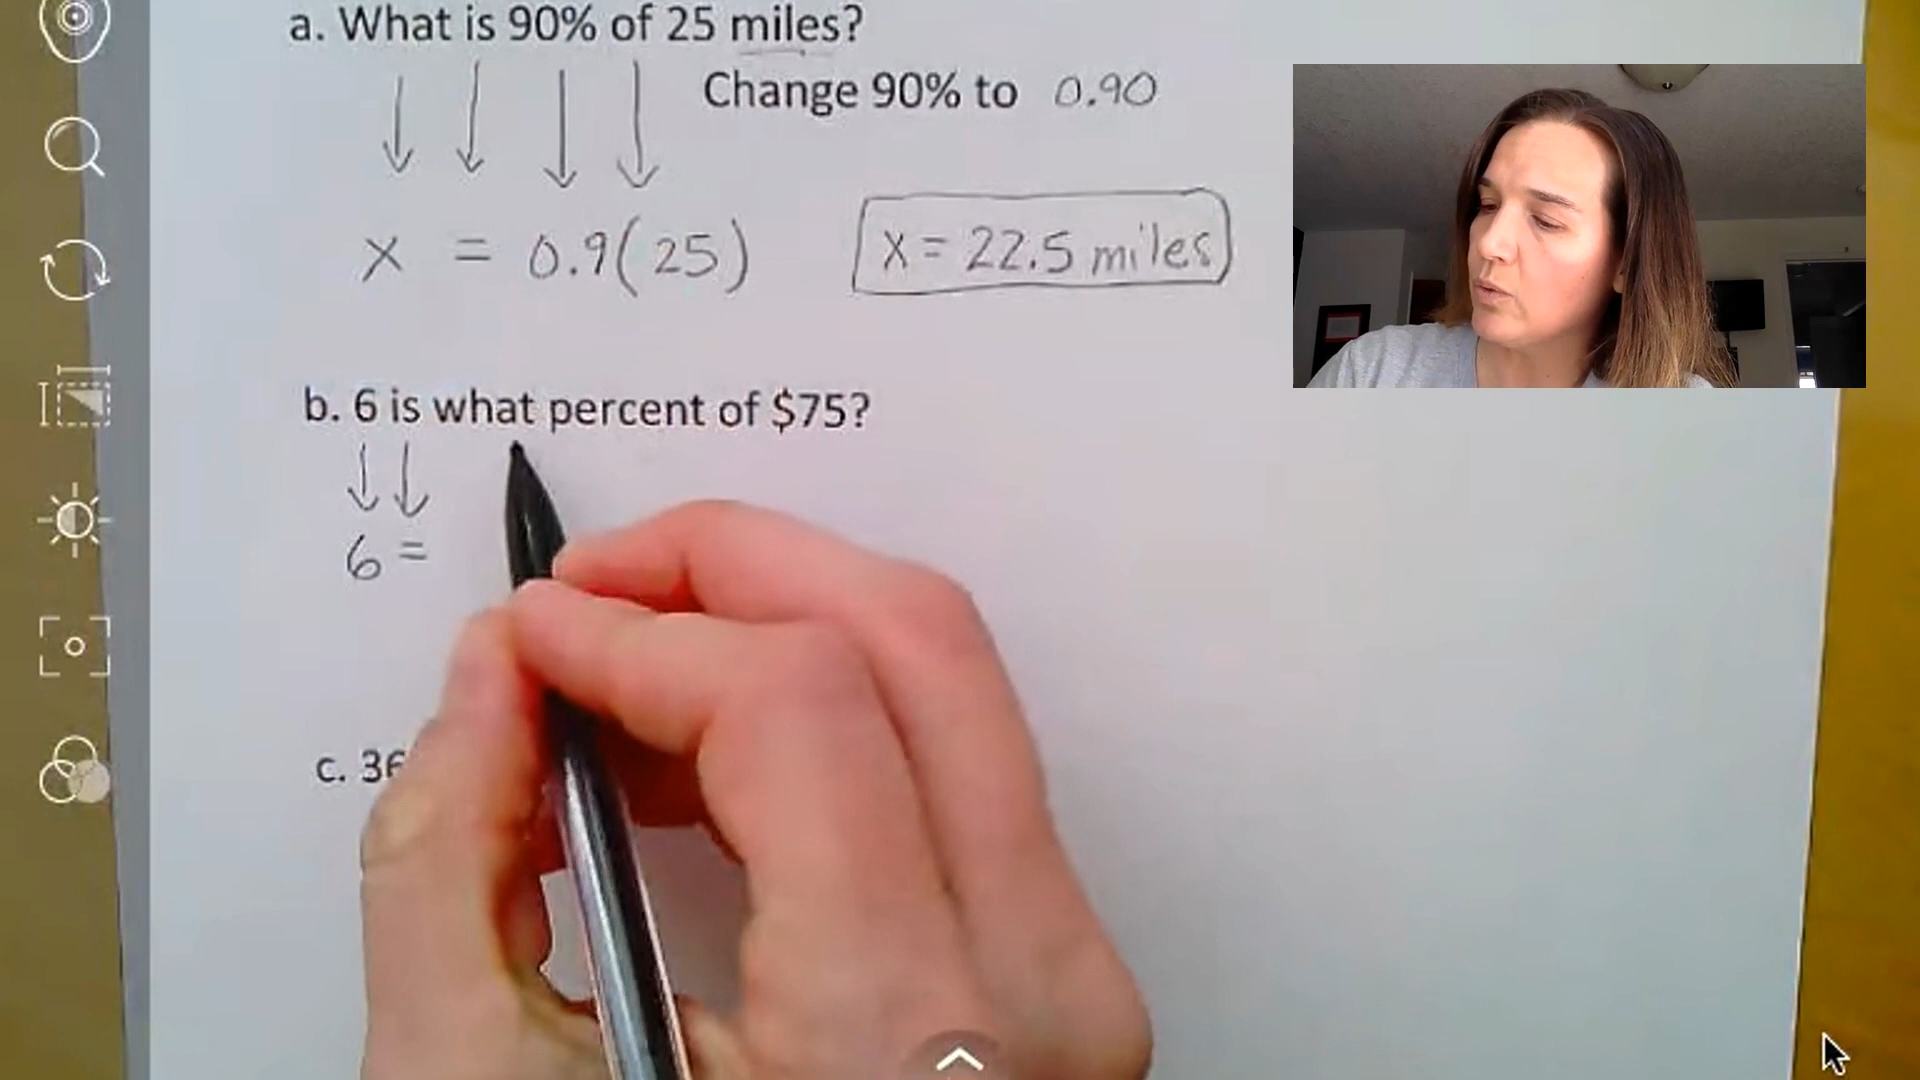 a. What is 90% of 25 miles?
Change 90% to 0.90
x = 0.9(25)
x = 22.5 miles
b. 6 is what percent of $75?
6 =
c. 36